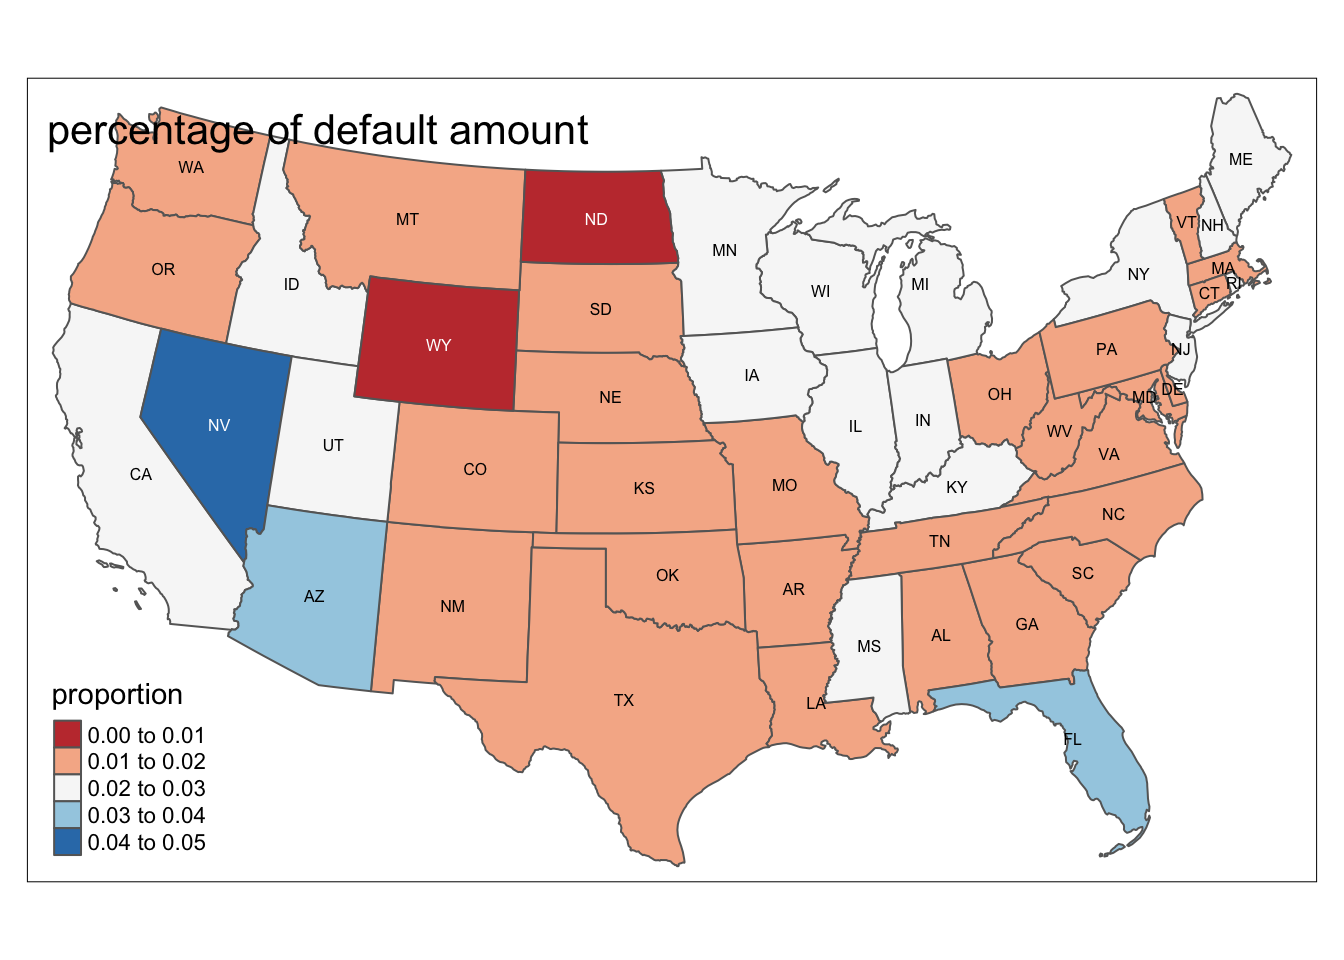 percentage of default amount
ME
WA
MT
ND
VT
NH
MN
OR
MA
NY
ID
WI
MI
RI
CT
SD
WY
PA
NJ
IA
OH
DE
NE
MD
NV
IL
IN
WV
UT
VA
CO
CA
MO
KS
KY
NC
TN
OK
SC
AR
AZ
NM
GA
AL
MS
TX
LA
FL
proportion
0.00 to 0.01
0.01 to 0.02
0.02 to 0.03
0.03 to 0.04
0.04 to 0.05